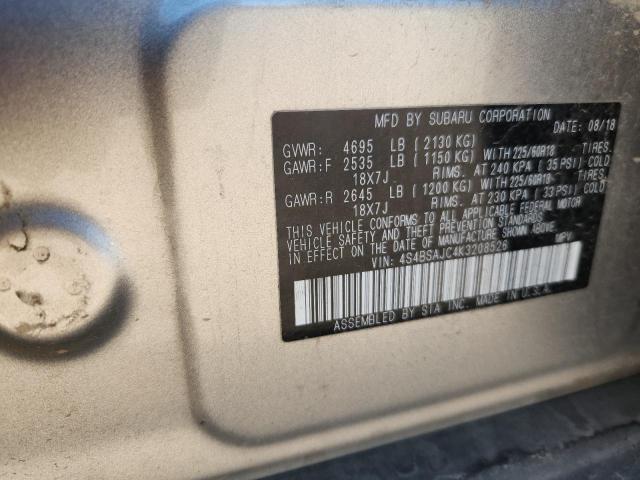 MFD BY SUBARU CORPORATION
DATE: 08/18
GVWR: 4695 LB (2130 KG)
GAWR:F 2535 LB (1150 KG) WITH 225/60R18 TIRES.
18X7J RIMS. AT 240 KPA (35 PSI) COLD
GAWR:R 2645 LB (1200 KG) WITH 225/60R18 TIRES.
18X7J RIMS. AT 230 KPA (33 PSI) COLD
THIS VEHICLE CONFORMS TO ALL APPLICABLE FEDERAL MOTOR
VEHICLE SAFETY AND THEFT PREVENTION STANDARDS
IN EFFECT ON THE DATE OF MANUFACTURE SHOWN ABOVE.
VIN: 4S4BSAJC4K3208526 MPV
ASSEMBLED BY SIA INC. MADE IN U.S.A.